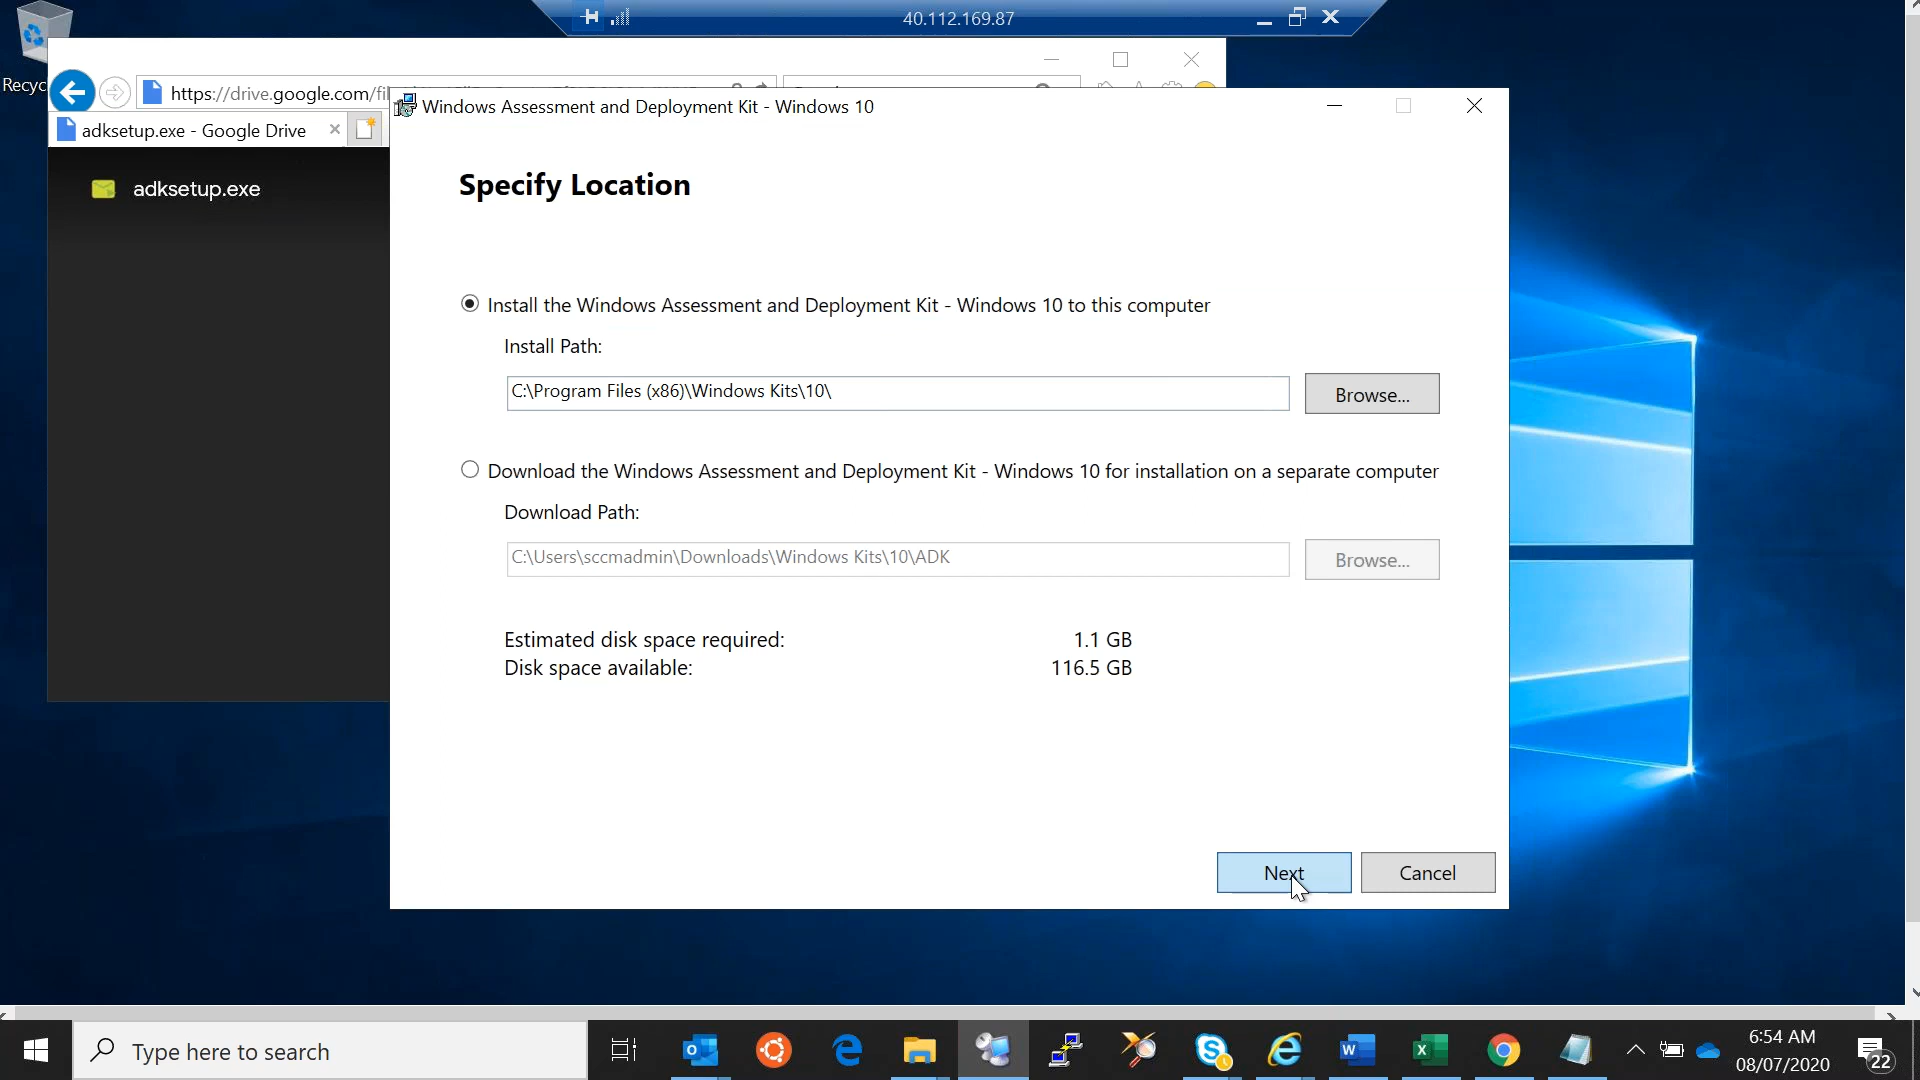 40.112.169.87
Recyc
https://drive.google.com/fil
adksetup.exe - Google Drive
adksetup.exe
Windows Assessment and Deployment Kit - Windows 10
Specify Location
Install the Windows Assessment and Deployment Kit - Windows 10 to this computer
Install Path:
C:\Program Files (x86)\Windows Kits\10\
Browse...
Download the Windows Assessment and Deployment Kit - Windows 10 for installation on a separate computer
Download Path:
C:\Users\sccmadmin\Downloads\Windows Kits\10\ADK
Browse...
Estimated disk space required: 1.1 GB
Disk space available: 116.5 GB
Next
Cancel
Type here to search
6:54 AM
08/07/2020
22